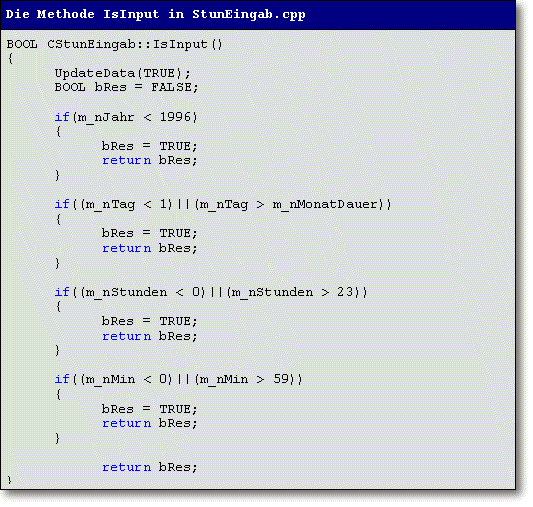 Die Methode IsInput in StunEingab.cpp
BOOL CStunEingab::IsInput()
{
UpdateData(TRUE);
BOOL bRes = FALSE;
if(m_nJahr < 1996)
{
bRes = TRUE;
return bRes;
}
if((m_nTag < 1)||(m_nTag > m_nMonatDauer))
{
bRes = TRUE;
return bRes;
}
if((m_nStunden < 0)||(m_nStunden > 23))
{
bRes = TRUE;
return bRes;
}
if((m_nMin < 0)||(m_nMin > 59))
{
bRes = TRUE;
return bRes;
}
return bRes;
}